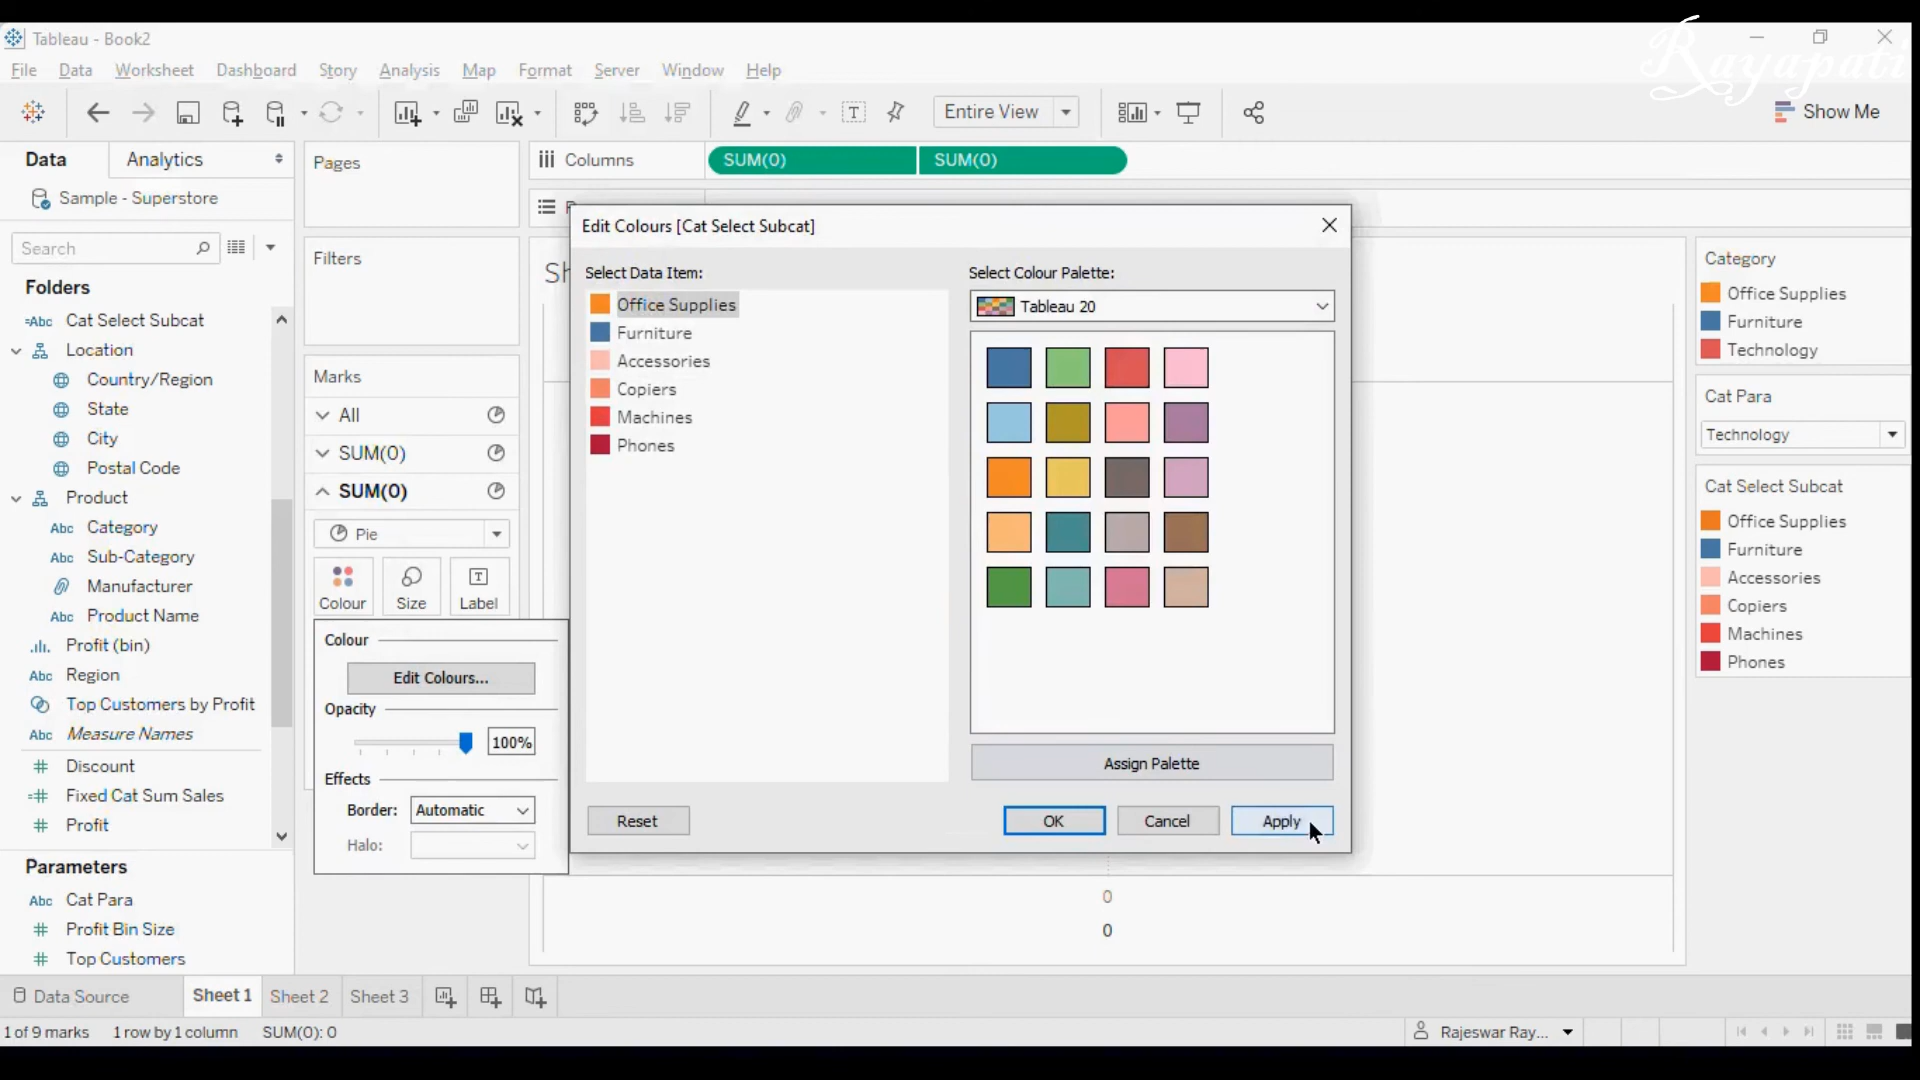 Tableau - Book2
Rayapati
File Data Worksheet Dashboard Story Analysis Map Format Server Window Help
Entire View
Show Me
Data Analytics
Pages
Columns
SUM(0) SUM(0)
Sample - Superstore
Search
Filters
Folders
Cat Select Subcat
Location
Country/Region
State
City
Postal Code
Product
Abc Category
Abc Sub-Category
Manufacturer
Abc Product Name
Profit (bin)
Abc Region
Top Customers by Profit
Abc Measure Names
Discount
Fixed Cat Sum Sales
Profit
Parameters
Abc Cat Para
Profit Bin Size
Top Customers
Marks
All
SUM(0)
SUM(0)
Pie
Colour Size Label
Colour
Edit Colours...
Opacity
100%
Effects
Border: Automatic
Halo:
Edit Colours [Cat Select Subcat]
Select Data Item:
Office Supplies
Furniture
Accessories
Copiers
Machines
Phones
Select Colour Palette:
Tableau 20
Assign Palette
Reset OK Cancel Apply
0
0
Category
Office Supplies
Furniture
Technology
Cat Para
Technology
Cat Select Subcat
Office Supplies
Furniture
Accessories
Copiers
Machines
Phones
Data Source Sheet 1 Sheet 2 Sheet 3
1 of 9 marks 1 row by 1 column SUM(0): 0
Rajeswar Ray...